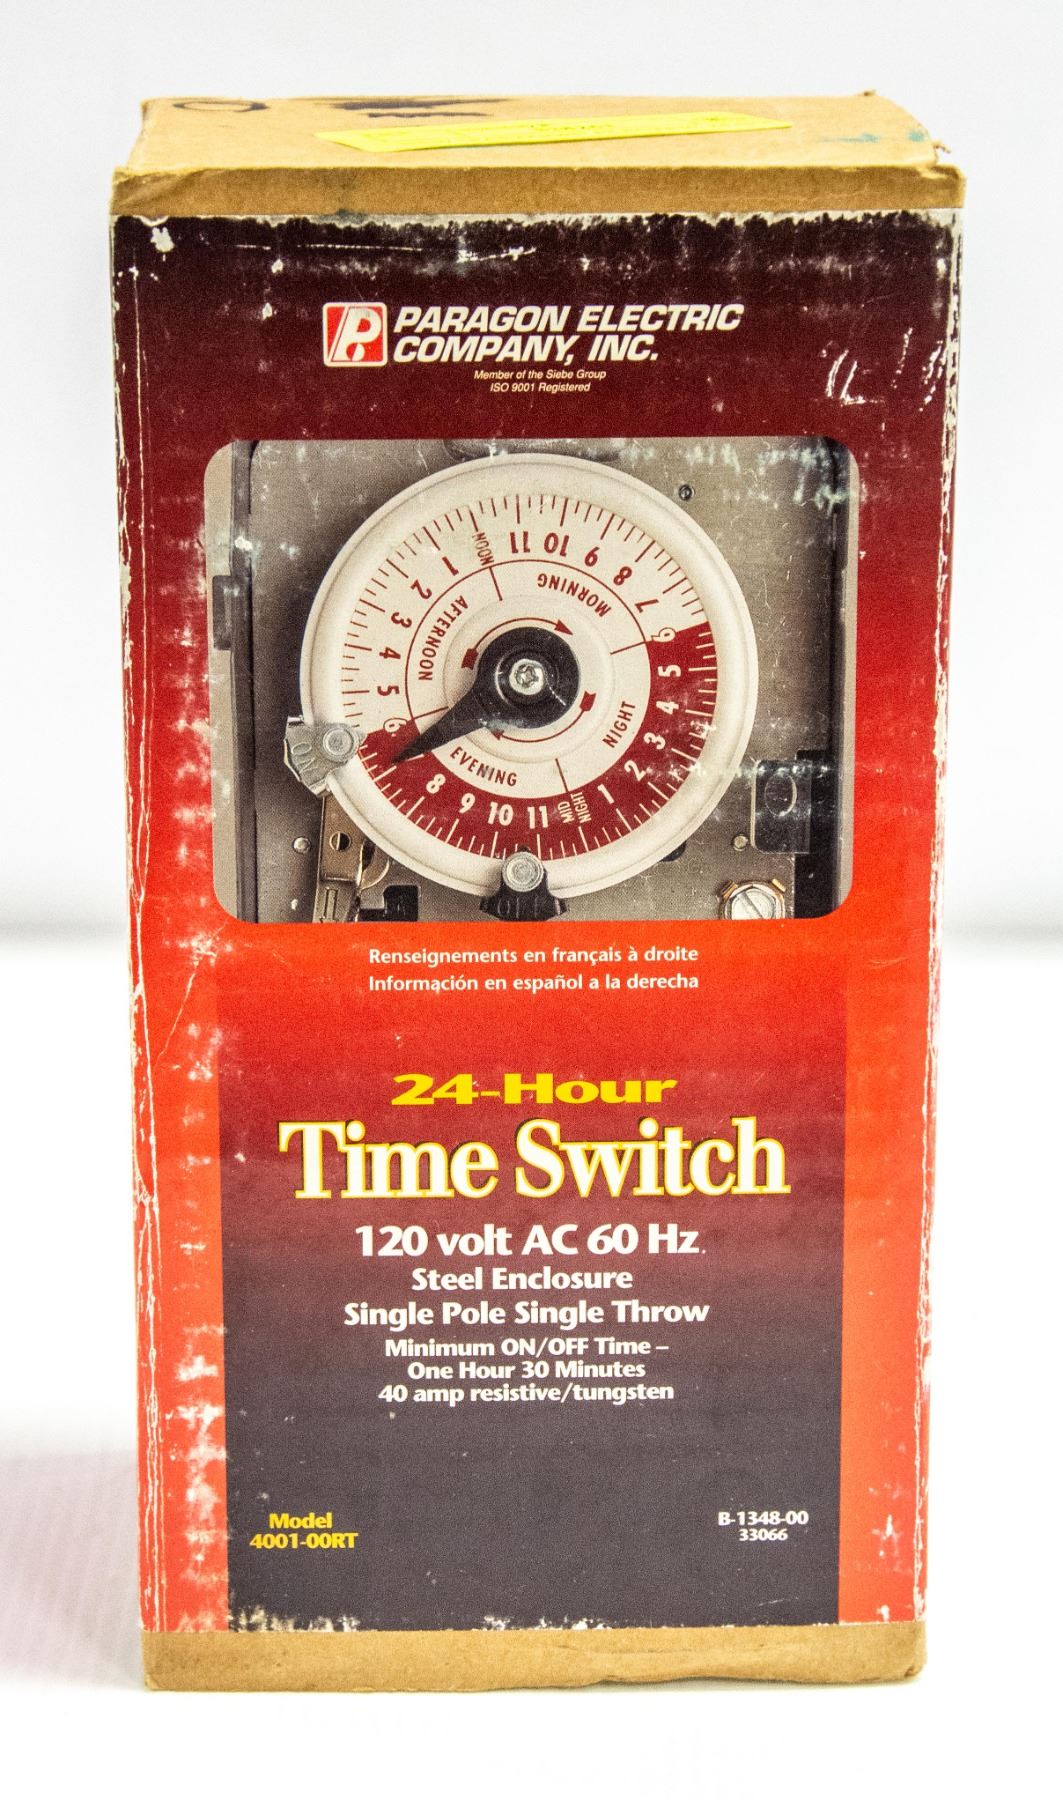 PARAGON ELECTRIC
COMPANY, INC.
Member of the Siebe Group
ISO 9001 Registered
NOON 11 10 9 8 7 6 5 4 3 2 1 MID NIGHT 11 10 9 8 6 5 4 3 2 1
MORNING
AFTERNOON
NIGHT
EVENING
ON
Renseignements en français à droite
Información en español a la derecha
24-Hour
Time Switch
120 volt AC 60 Hz.
Steel Enclosure
Single Pole Single Throw
Minimum ON/OFF Time –
One Hour 30 Minutes
40 amp resistive/tungsten
Model
4001-00RT
B-1348-00
33066